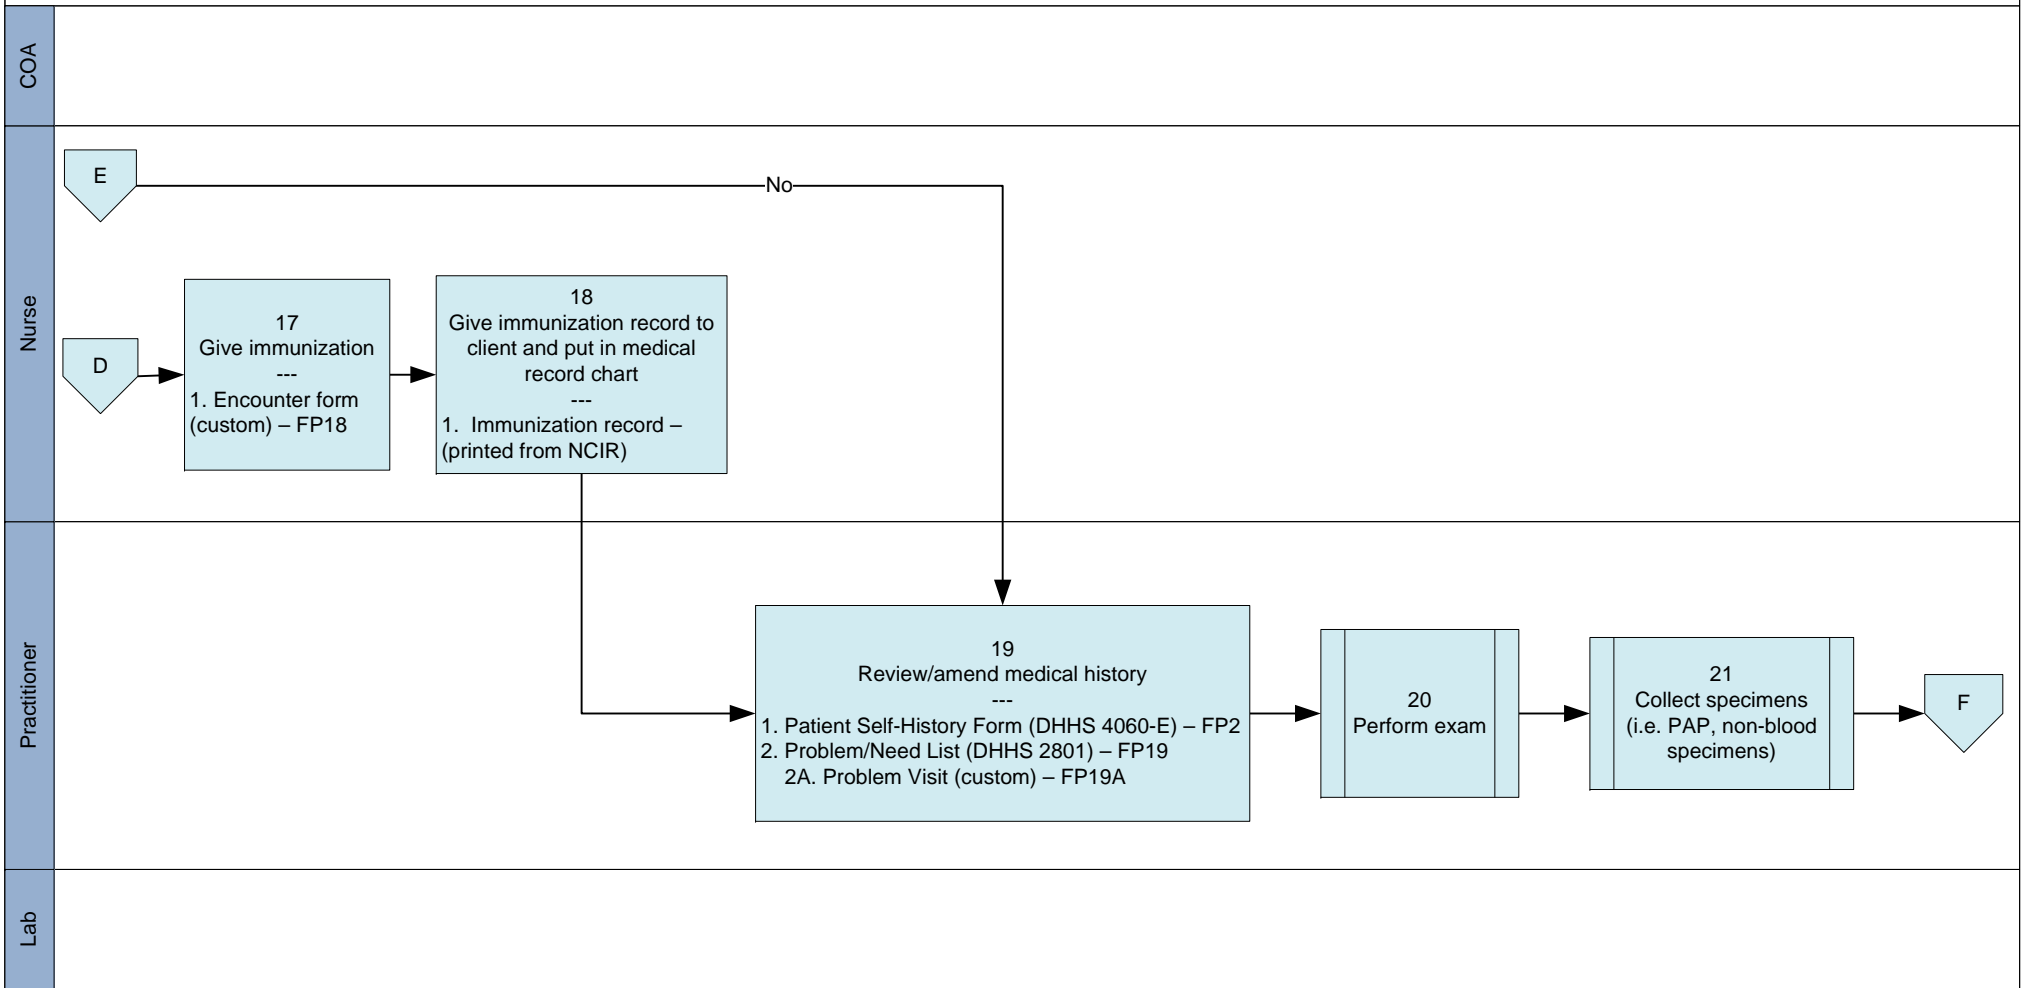 COA
Nurse
E
No
D
17
Give immunization
---
1. Encounter form
(custom) – FP18
18
Give immunization record to
client and put in medical
record chart
---
1.  Immunization record –
(printed from NCIR)
Practitioner
19
Review/amend medical history
---
1. Patient Self-History Form (DHHS 4060-E) – FP2
2. Problem/Need List (DHHS 2801) – FP19
2A. Problem Visit (custom) – FP19A
20
Perform exam
21
Collect specimens
(i.e. PAP, non-blood
specimens)
F
Lab